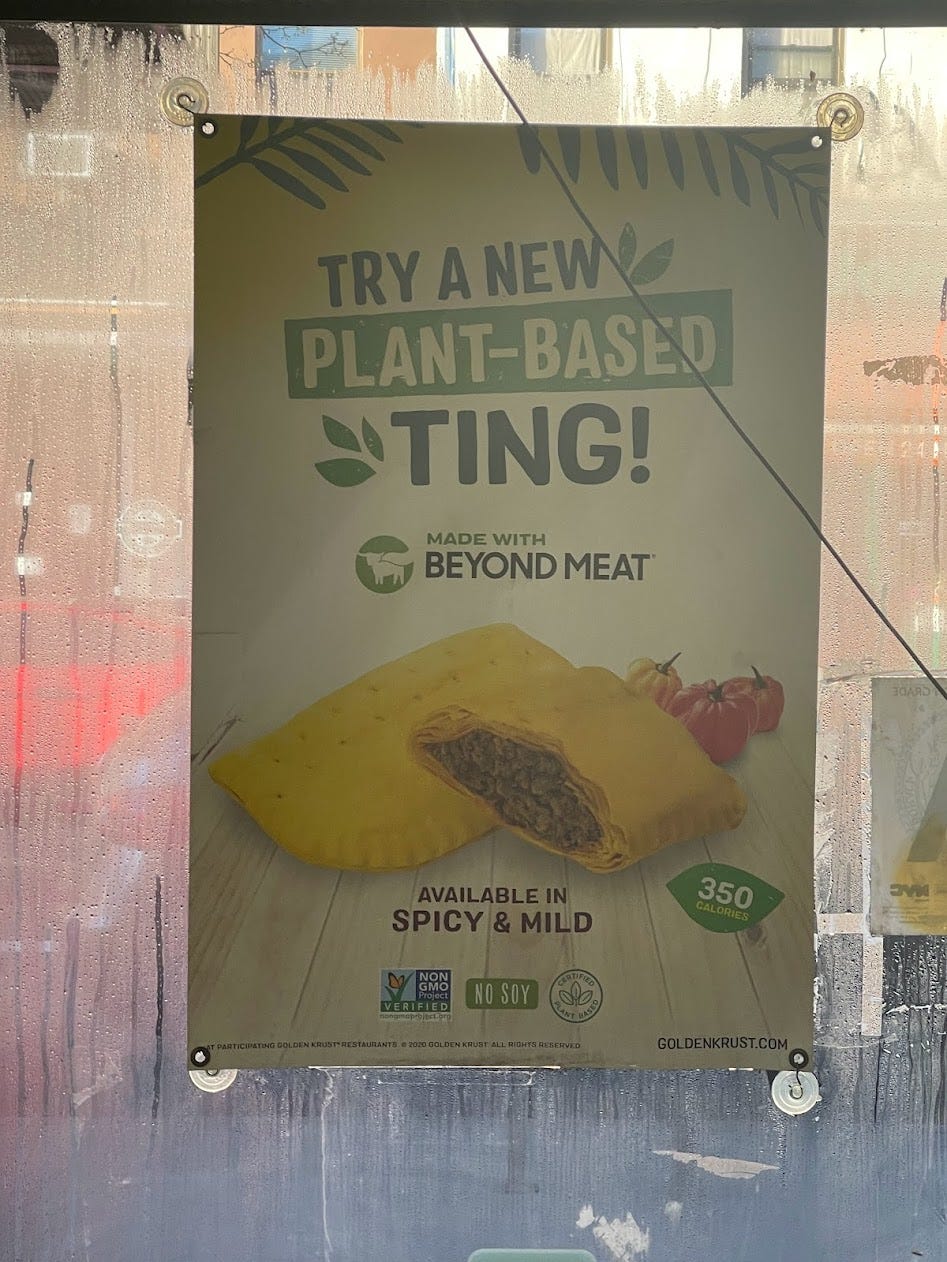 TRY A NEW
PLANT-BASED
TING!
MADE WITH
BEYOND MEAT®
AVAILABLE IN
SPICY & MILD
350
CALORIES
NON
GMO
Project
VERIFIED
nongmoproject.org
NO SOY
CERTIFIED
PLANT BASED
AT PARTICIPATING GOLDEN KRUST® RESTAURANTS. © 2020 GOLDEN KRUST® ALL RIGHTS RESERVED
GOLDENKRUST.COM
GRADE
NYC